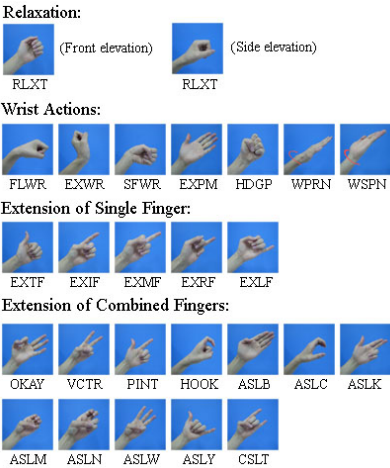 Relaxation:
(Front elevation) (Side elevation)
RLXT RLXT
Wrist Actions:
FLWR EXWR SFWR EXPM HDGP WPRN WSPN
Extension of Single Finger:
EXTF EXIF EXMF EXRF EXLF
Extension of Combined Fingers:
OKAY VCTR PINT HOOK ASLB ASLC ASLK
ASLM ASLN ASLW ASLY CSLT